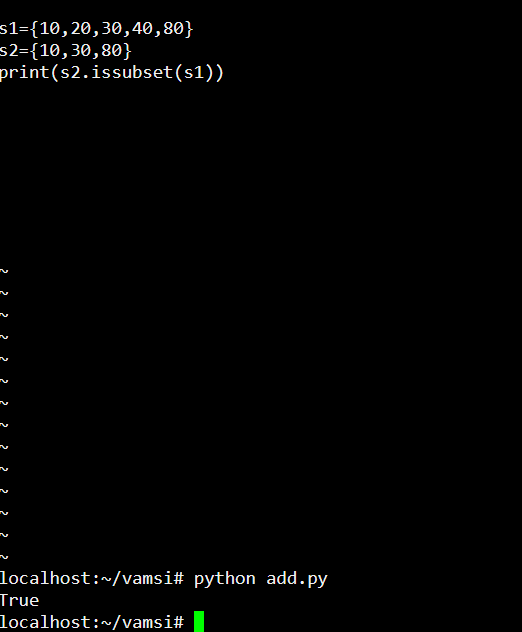 s1={10,20,30,40,80}
s2={10,30,80}
print(s2.issubset(s1))
~
~
~
~
~
~
~
~
~
~
~
~
~
~
localhost:~/vamsi# python add.py
True
localhost:~/vamsi#